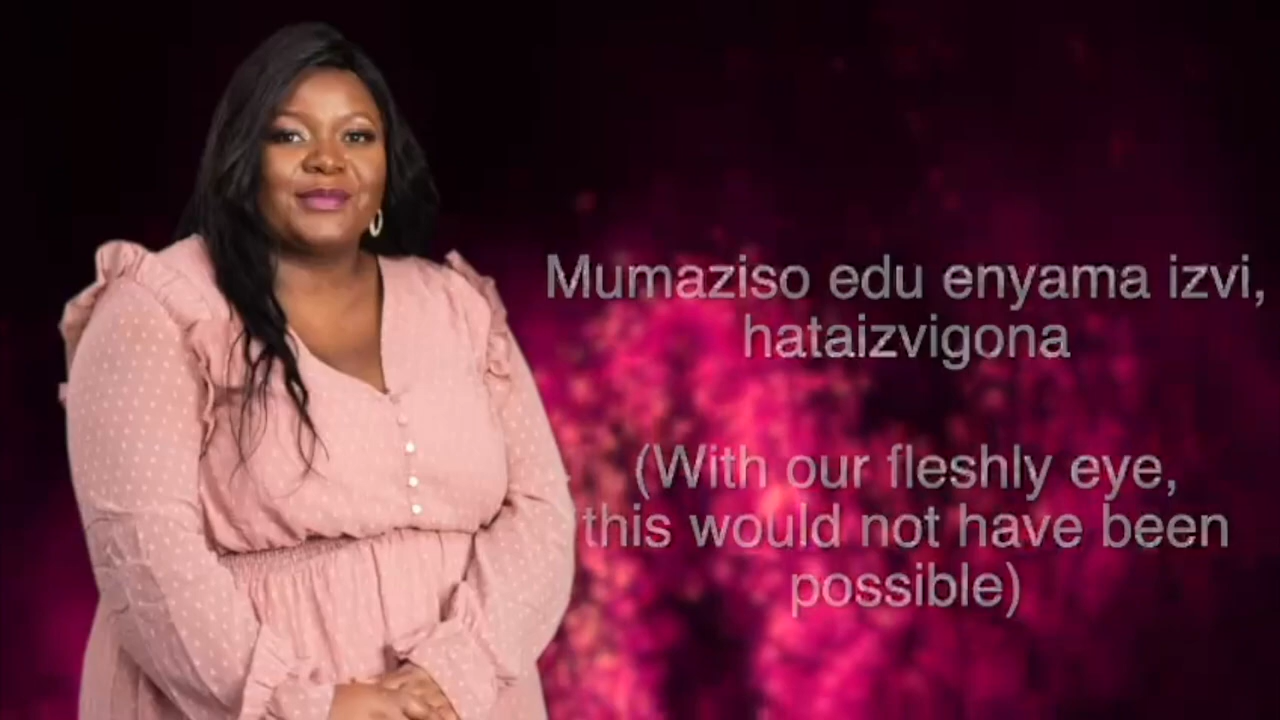 Mumaziso edu enyama izvi,
hataizvigona
(With our fleshly eye,
this would not have been
possible)